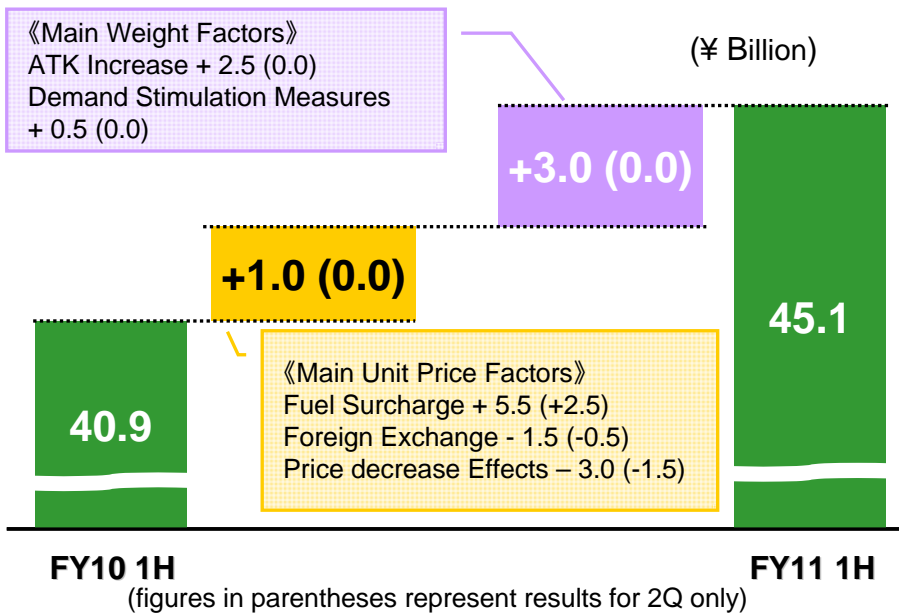 《Main Weight Factors》
ATK Increase + 2.5 (0.0)
Demand Stimulation Measures
+ 0.5 (0.0)
(¥ Billion)
+3.0 (0.0)
+1.0 (0.0)
45.1
《Main Unit Price Factors》
Fuel Surcharge + 5.5 (+2.5)
Foreign Exchange - 1.5 (-0.5)
Price decrease Effects – 3.0 (-1.5)
40.9
FY10 1H
FY11 1H
(figures in parentheses represent results for 2Q only)